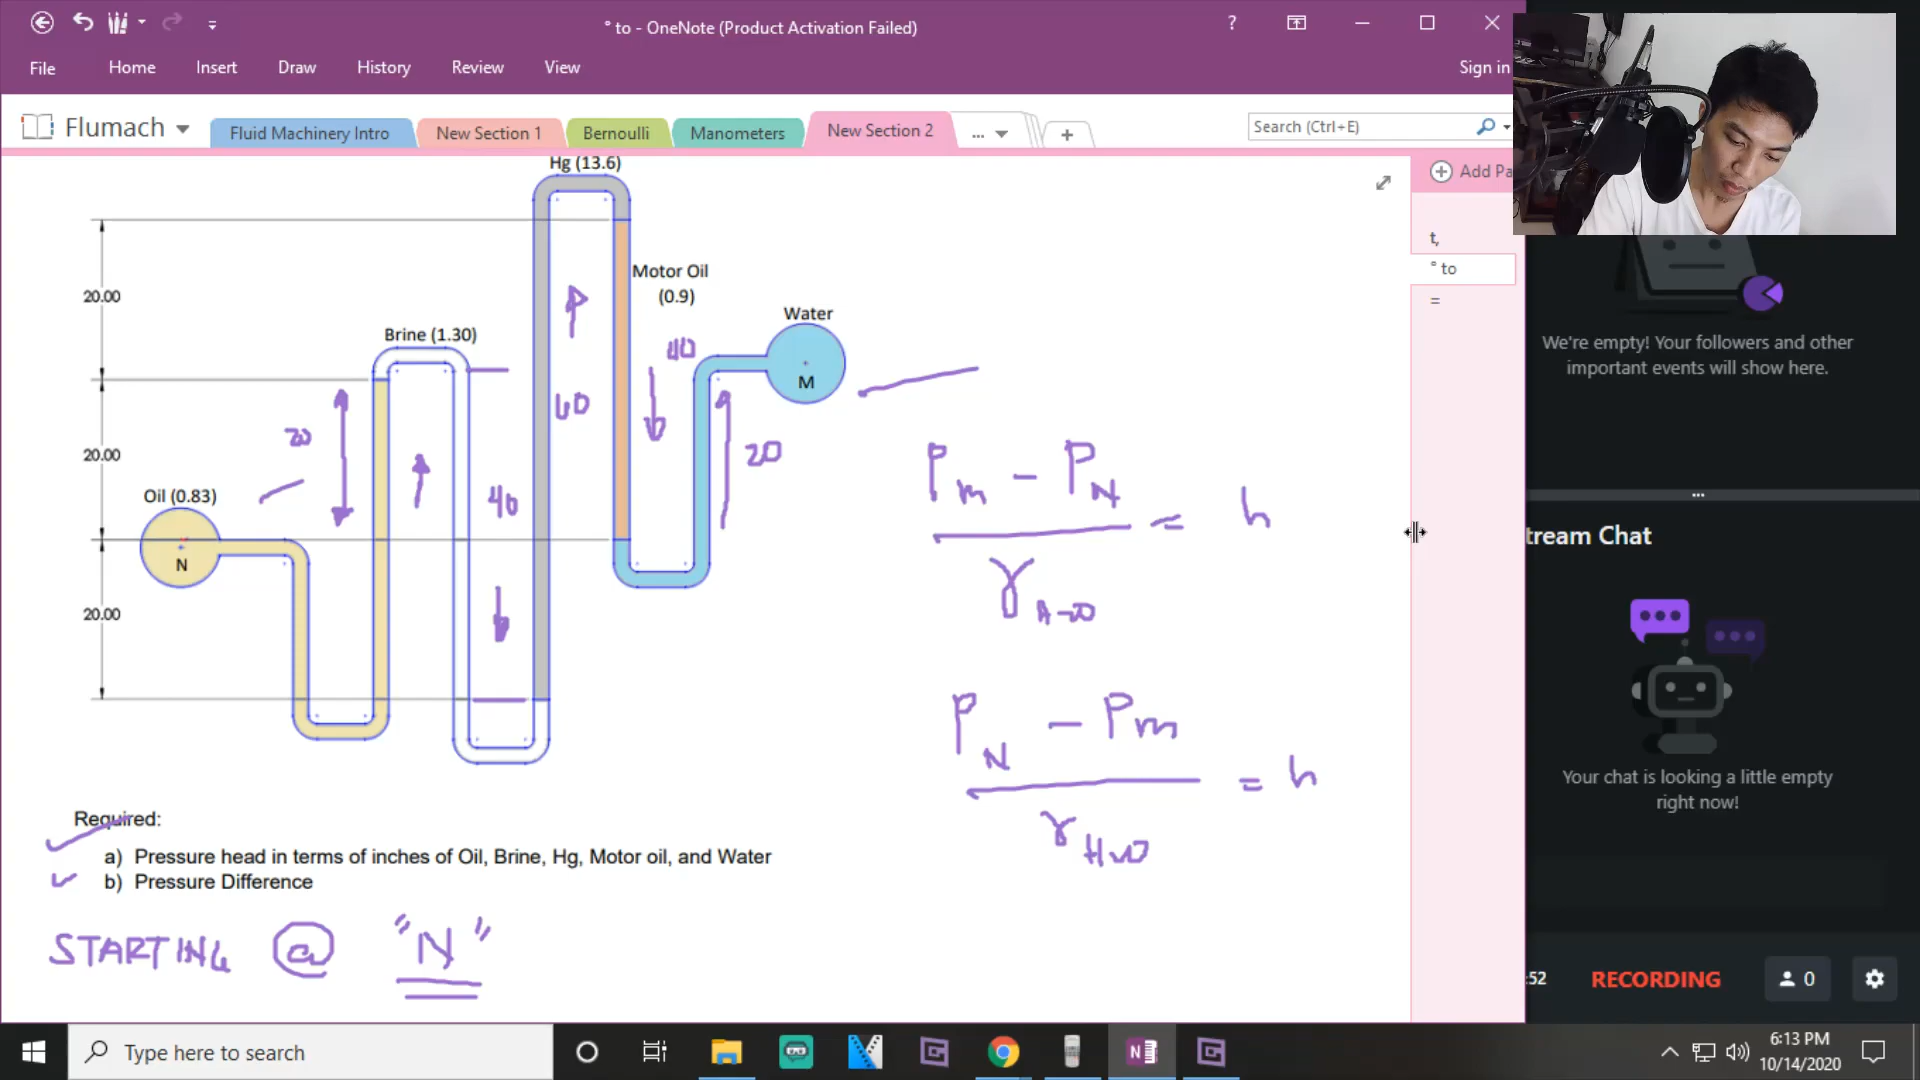 ° to - OneNote (Product Activation Failed)
?
File Home Insert Draw History Review View Sign in
Flumach Fluid Machinery Intro New Section 1 Bernoulli Manometers New Section 2 ... +
Search (Ctrl+E)
Add Pa
t,
° to
=
Hg (13.6)
20.00
Motor Oil
(0.9)
Water
M
Brine (1.30)
40
60
20
20
20.00
40
Oil (0.83)
N
20.00
Pm - PN
= h
γ
PN - Pm
= h
γ H2O
Required:
a) Pressure head in terms of inches of Oil, Brine, Hg, Motor oil, and Water
b) Pressure Difference
STARTING @ "N"
We're empty! Your followers and other
important events will show here.
tream Chat
Your chat is looking a little empty
right now!
:52 RECORDING 0
Type here to search
N
6:13 PM
10/14/2020